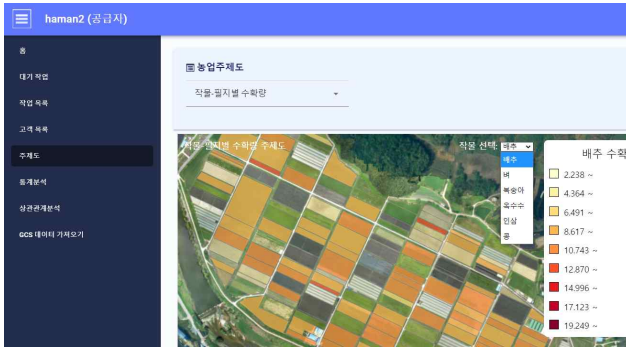 haman2 (공급자)
홈
대기 작업
작업 목록
고객 목록
주제도
통계분석
상관관계분석
GCS 데이터 가져오기
농업주제도
작물-필지별 수확량
작물-필지별 수확량 주제도
작물 선택: 배추
배추
벼
복숭아
옥수수
인삼
콩
배추 수확
2.238 ~
4.364 ~
6.491 ~
8.617 ~
10.743 ~
12.870 ~
14.996 ~
17.123 ~
19.249 ~